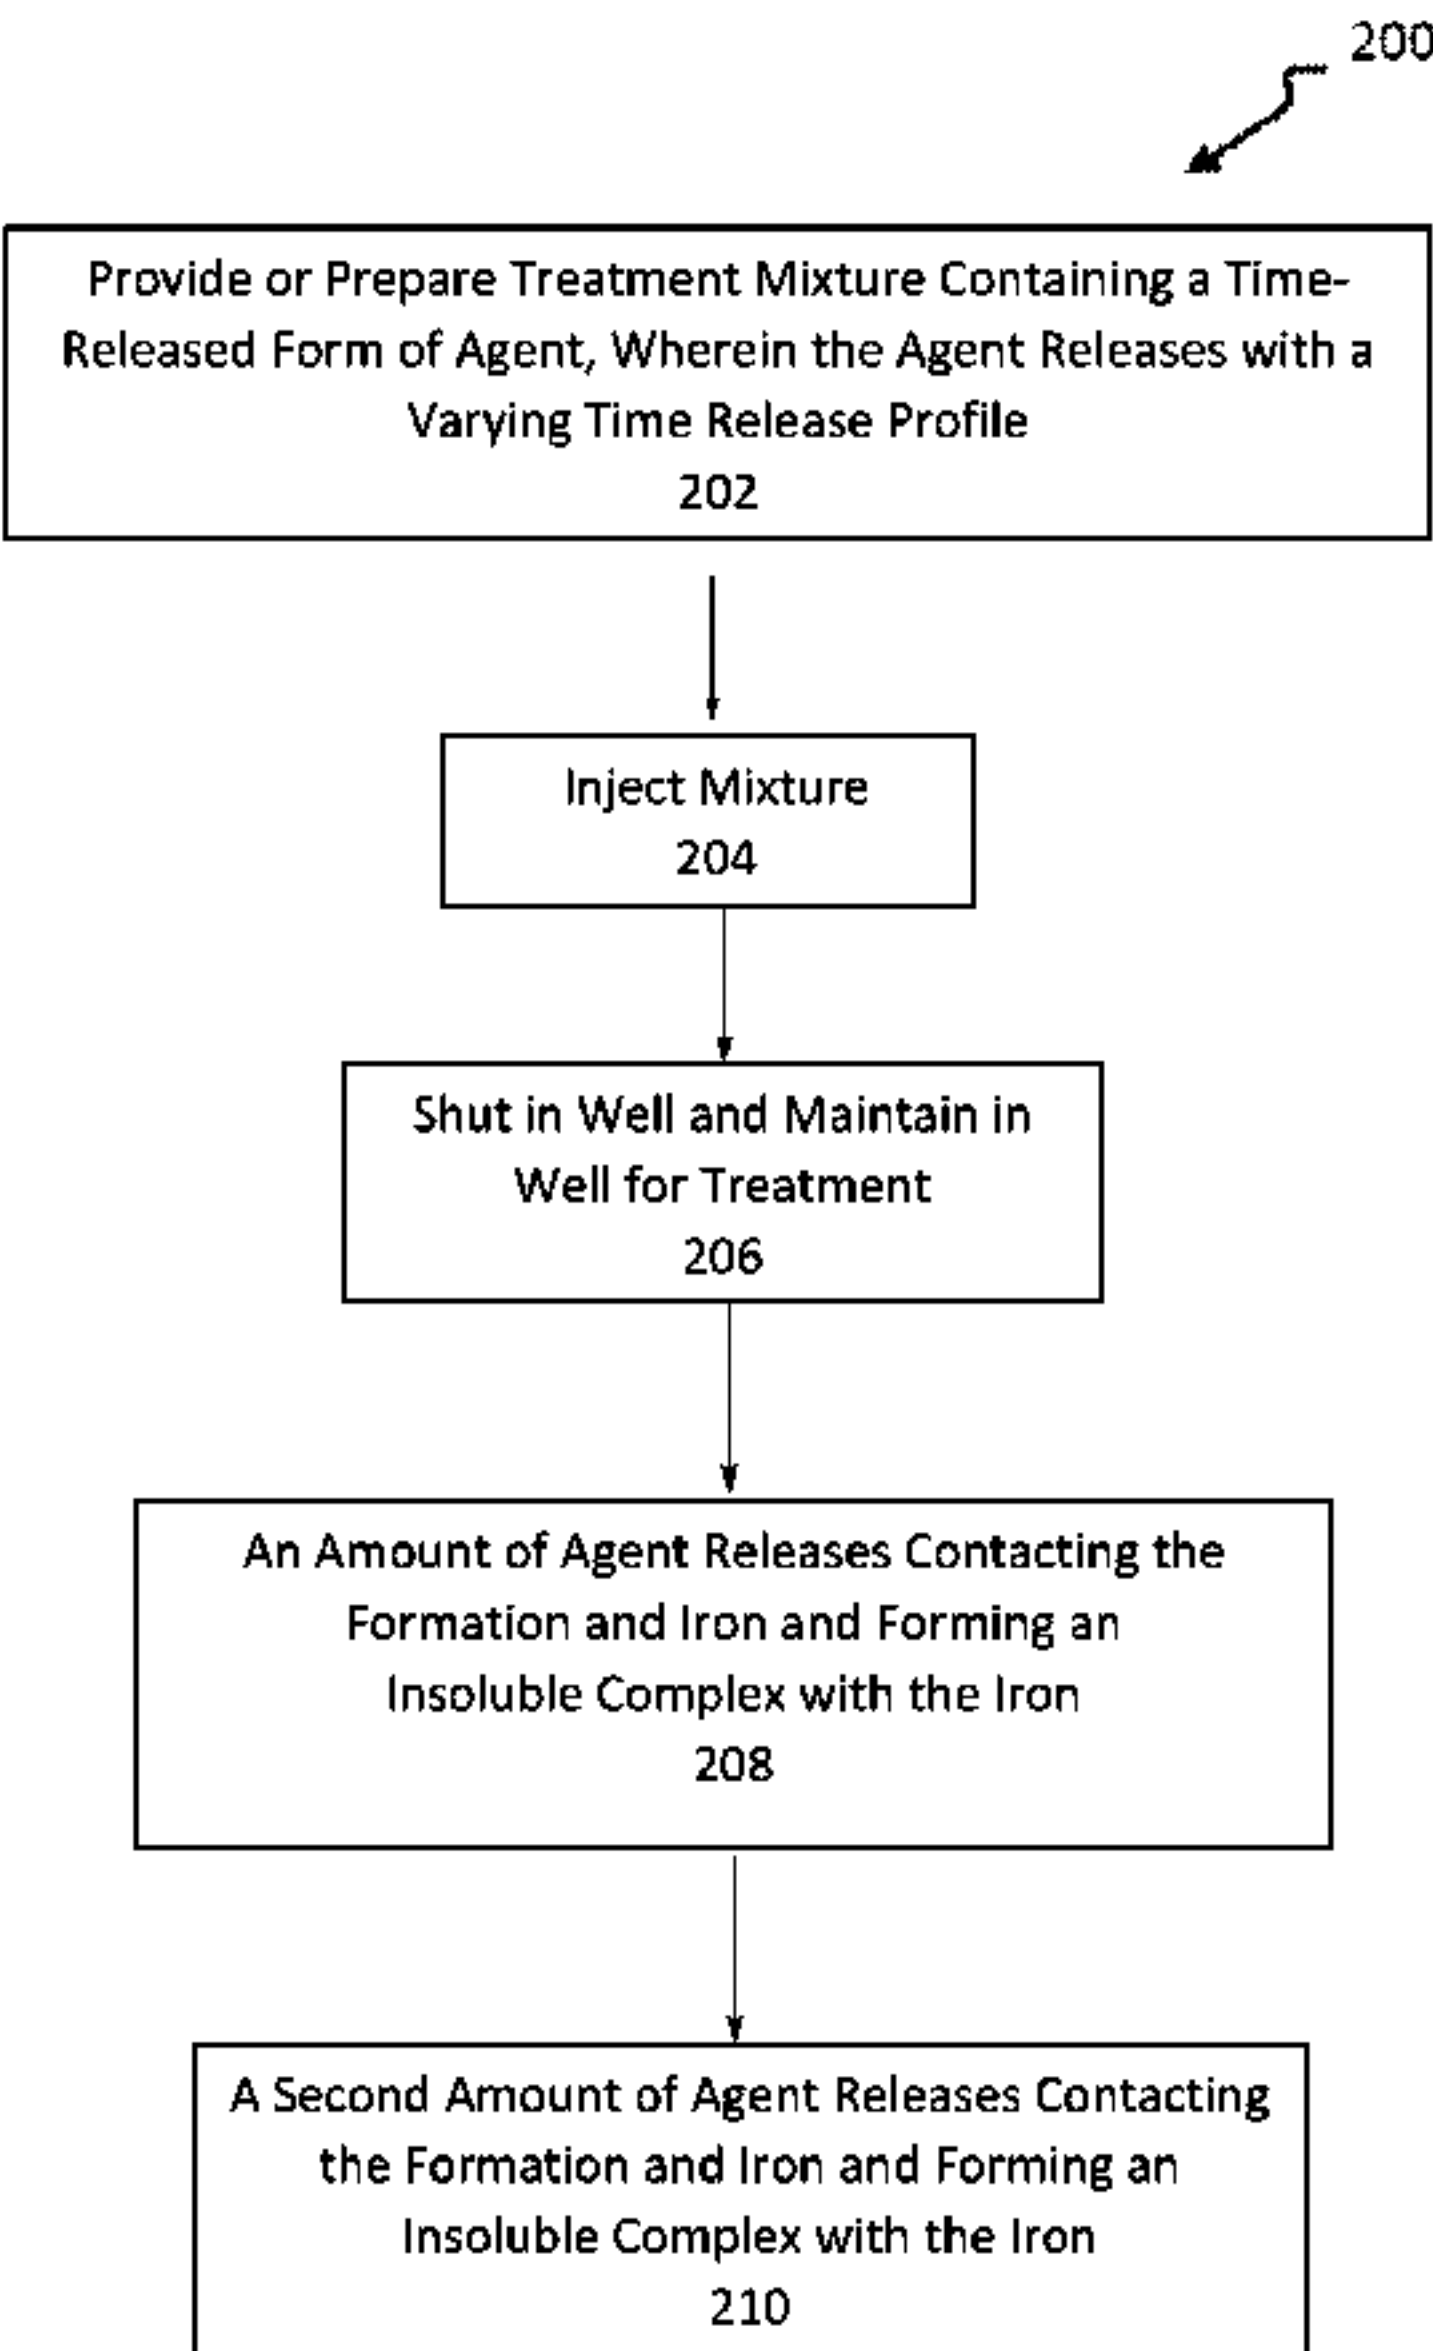 200
Provide or Prepare Treatment Mixture Containing a Time-
Released Form of Agent, Wherein the Agent Releases with a
Varying Time Release Profile
202
Inject Mixture
204
Shut in Well and Maintain in
Well for Treatment
206
An Amount of Agent Releases Contacting the
Formation and Iron and Forming an
Insoluble Complex with the Iron
208
A Second Amount of Agent Releases Contacting
the Formation and Iron and Forming an
Insoluble Complex with the Iron
210